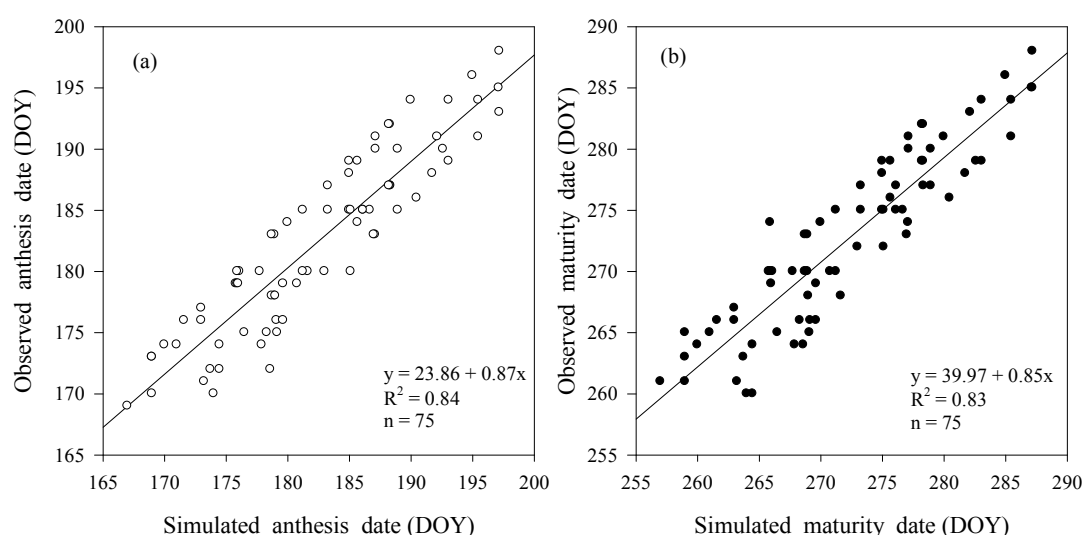 (a)
Observed anthesis date (DOY)
200
195
190
185
180
175
170
165
y = 23.86 + 0.87x
R² = 0.84
n = 75
165 170 175 180 185 190 195 200
Simulated anthesis date (DOY)
(b)
Observed maturity date (DOY)
290
285
280
275
270
265
260
255
y = 39.97 + 0.85x
R² = 0.83
n = 75
255 260 265 270 275 280 285 290
Simulated maturity date (DOY)